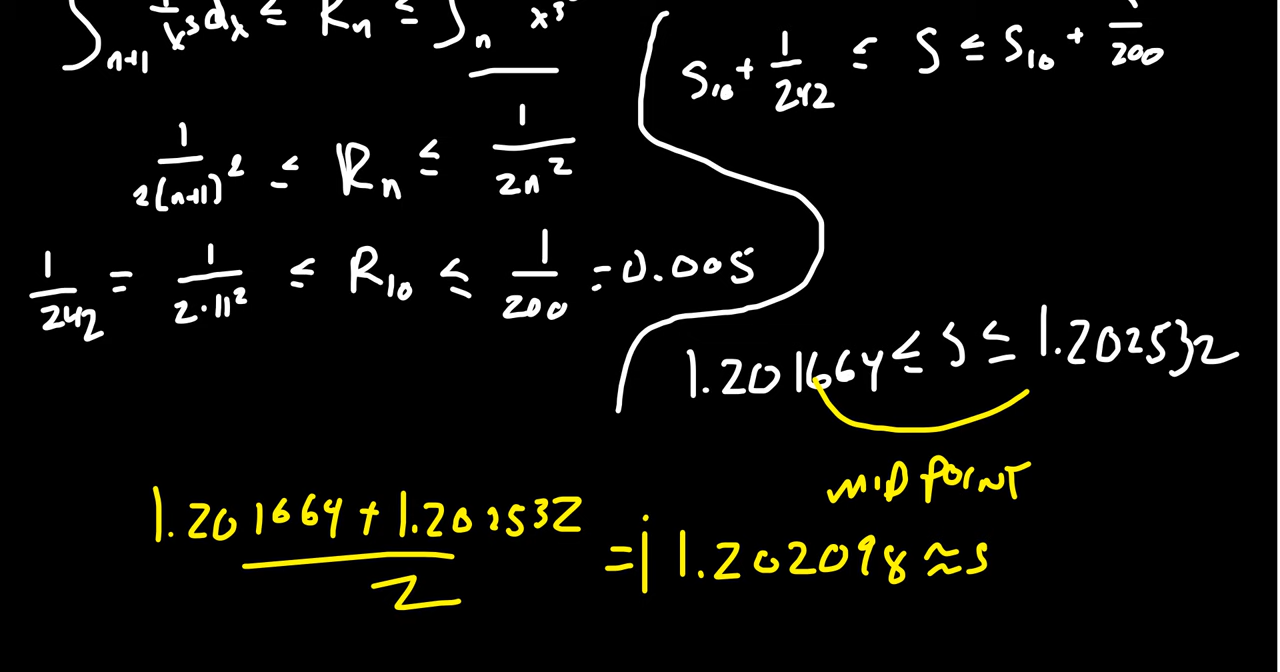 ∫n+1 1/x³ dx ≤ Rn ≤ ∫n x³
1/2(n+1)² ≤ Rn ≤ 1/2n²
1/242 = 1/2·11² ≤ R10 ≤ 1/200 = 0.005
S10 + 1/242 ≤ S ≤ S10 + 1/200
1.201664 ≤ S ≤ 1.202532
MIDPOINT
1.201664 + 1.202532 / 2 = 1.202098 ≈ S